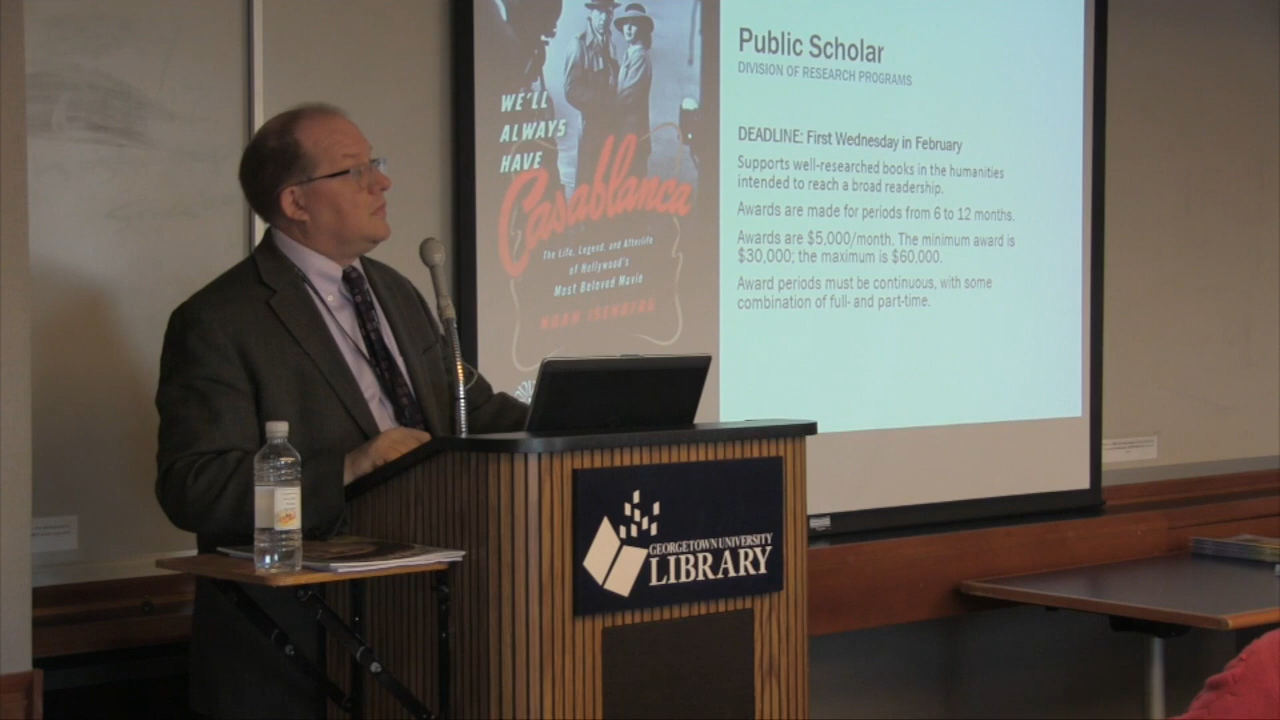 WE'LL
ALWAYS
HAVE
Casablanca
The Life, Legend, and Afterlife
of Hollywood's
Most Beloved Movie
NOAH ISENBERG
Public Scholar
DIVISION OF RESEARCH PROGRAMS
DEADLINE: First Wednesday in February
Supports well-researched books in the humanities
intended to reach a broad readership.
Awards are made for periods from 6 to 12 months.
Awards are $5,000/month. The minimum award is
$30,000; the maximum is $60,000.
Award periods must be continuous, with some
combination of full- and part-time.
GEORGETOWN UNIVERSITY
LIBRARY